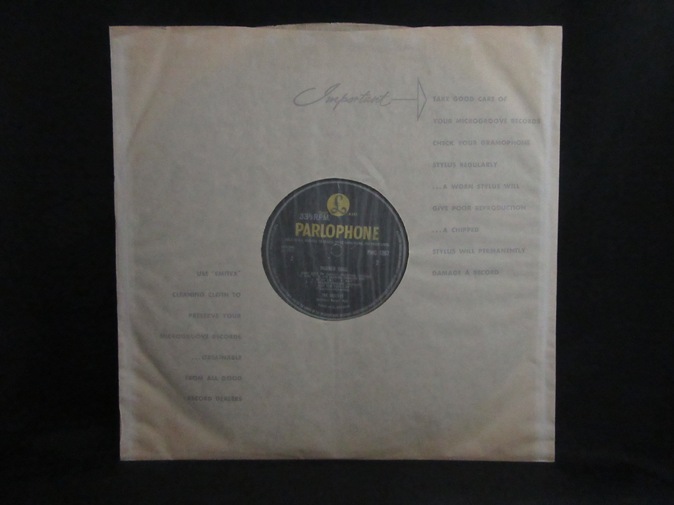 Important
TAKE GOOD CARE OF
YOUR MICROGROOVE RECORDS
CHECK YOUR GRAMOPHONE
STYLUS REGULARLY
...A WORN STYLUS WILL
GIVE POOR REPRODUCTION
...A CHIPPED
STYLUS WILL PERMANENTLY
DAMAGE A RECORD
33⅓ R.P.M.
PARLOPHONE
USE "EMITEX"
CLEANING CLOTH TO
PRESERVE YOUR
MICROGROOVE RECORDS
...OBTAINABLE
FROM ALL GOOD
RECORD DEALERS